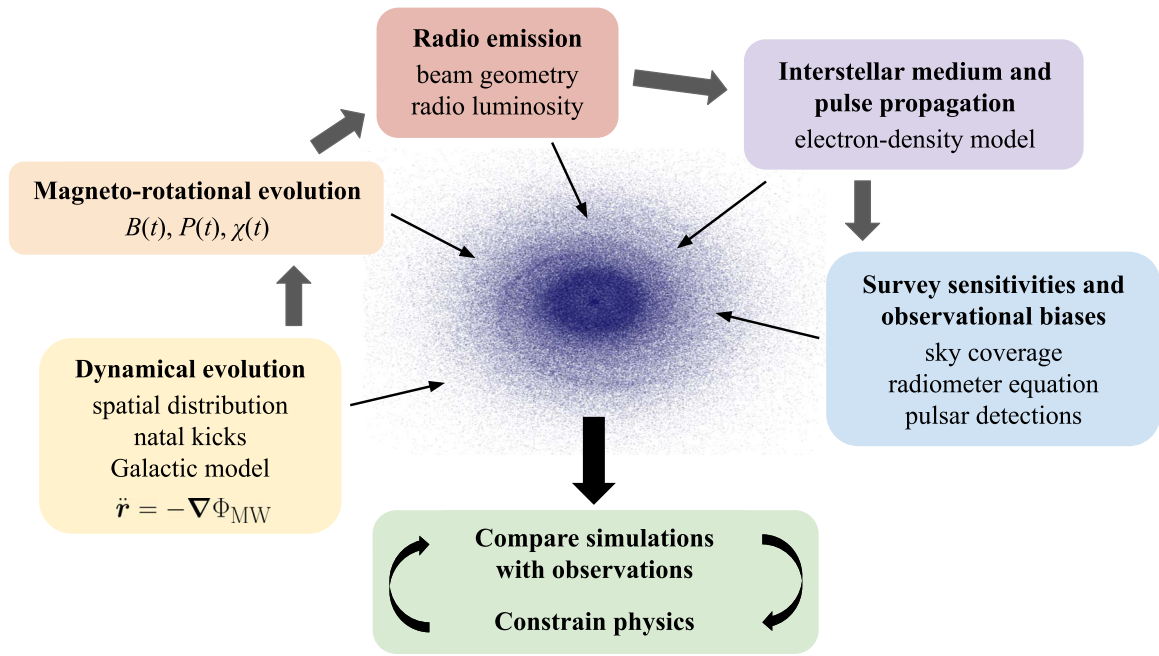 Radio emission
beam geometry
radio luminosity
Interstellar medium and
pulse propagation
electron-density model
Magneto-rotational evolution
B(t), P(t), χ(t)
Survey sensitivities and
observational biases
sky coverage
radiometer equation
pulsar detections
Dynamical evolution
spatial distribution
natal kicks
Galactic model
r̈ = −∇Φ_MW
Compare simulations
with observations
Constrain physics